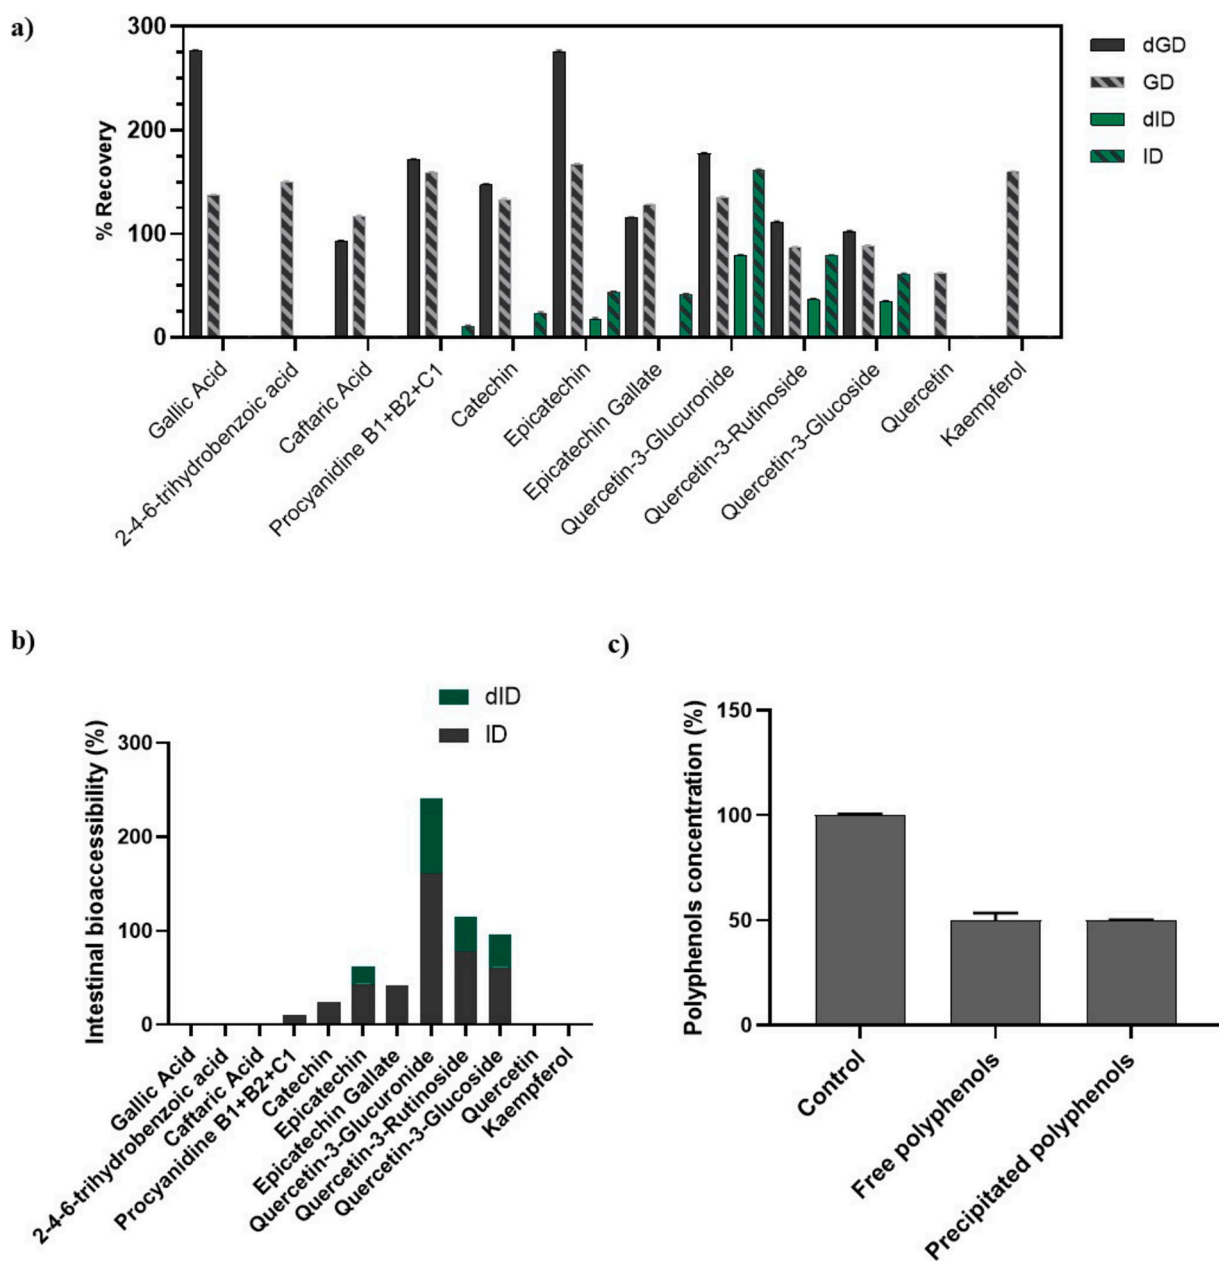 a)
300
200
100
0
% Recovery
dGD
GD
dID
ID
Gallic Acid
2-4-6-trihydrobenzoic acid
Caftaric Acid
Procyanidine B1+B2+C1
Catechin
Epicatechin
Epicatechin Gallate
Quercetin-3-Glucuronide
Quercetin-3-Rutinoside
Quercetin-3-Glucoside
Quercetin
Kaempferol
b)
dID
ID
300
200
100
0
Intestinal bioaccessibility (%)
Gallic Acid
2-4-6-trihydrobenzoic acid
Caftaric Acid
Procyanidine B1+B2+C1
Catechin
Epicatechin
Epicatechin Gallate
Quercetin-3-Glucuronide
Quercetin-3-Rutinoside
Quercetin-3-Glucoside
Quercetin
Kaempferol
c)
150
100
50
0
Polyphenols concentration (%)
Control
Free polyphenols
Precipitated polyphenols